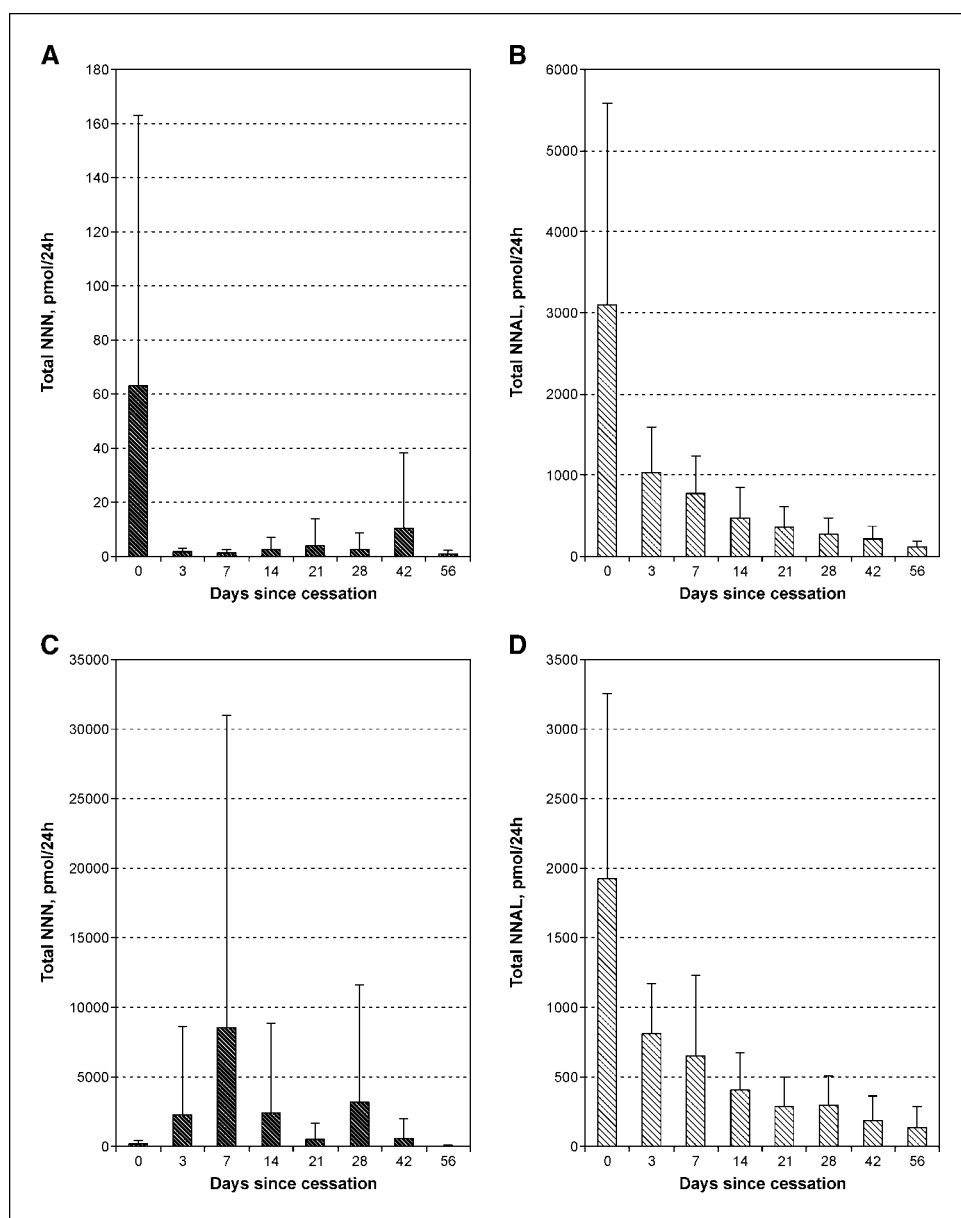 A
180
160
140
120
100
80
60
40
20
0
Total NNN, pmol/24h
0 3 7 14 21 28 42 56
Days since cessation
B
6000
5000
4000
3000
2000
1000
0
Total NNAL, pmol/24h
0 3 7 14 21 28 42 56
Days since cessation
C
35000
30000
25000
20000
15000
10000
5000
0
Total NNN, pmol/24h
0 3 7 14 21 28 42 56
Days since cessation
D
3500
3000
2500
2000
1500
1000
500
0
Total NNAL, pmol/24h
0 3 7 14 21 28 42 56
Days since cessation